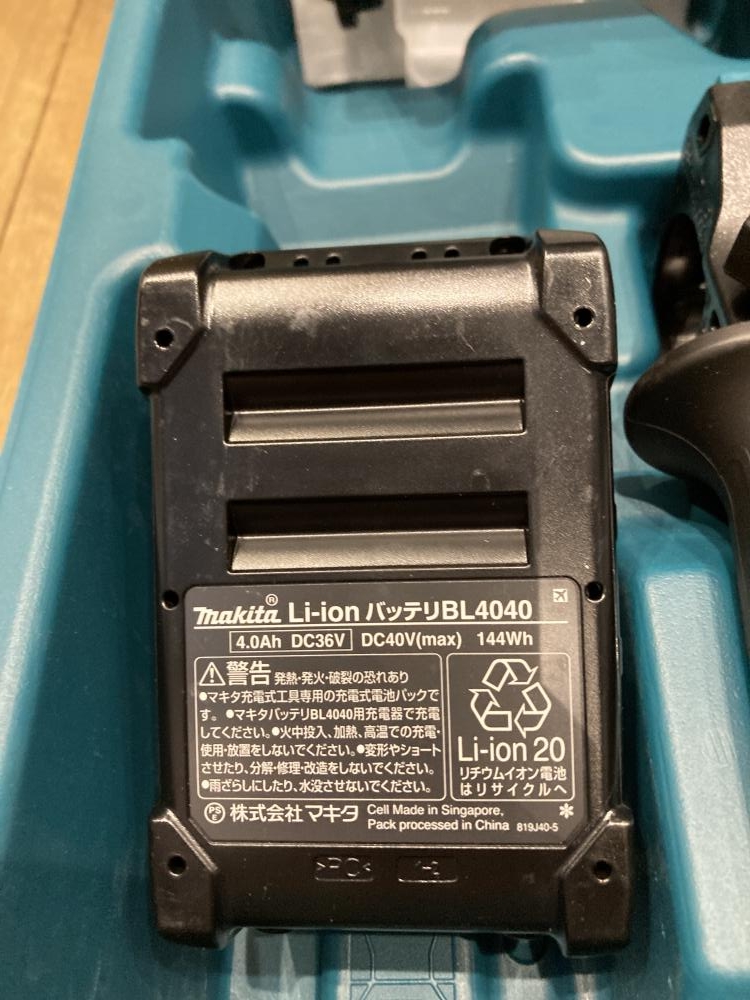 makita® Li-ion バッテリBL4040
4.0Ah DC36V DC40V(max) 144Wh
警告 発熱・発火・破裂の恐れあり
●マキタ充電式工具専用の充電式電池パックで
す。●マキタバッテリBL4040用充電器で充電
してください。●火中投入、加熱、高温での充電・
使用・放置をしないでください。●変形やショート
させたり、分解・修理・改造をしないでください。
●雨ざらしにしたり、水没させないでください。
Li-ion 20
リチウムイオン電池
はリサイクルへ
PSE 株式会社マキタ
Cell Made in Singapore,
Pack processed in China 819J40-5
*
>PC<